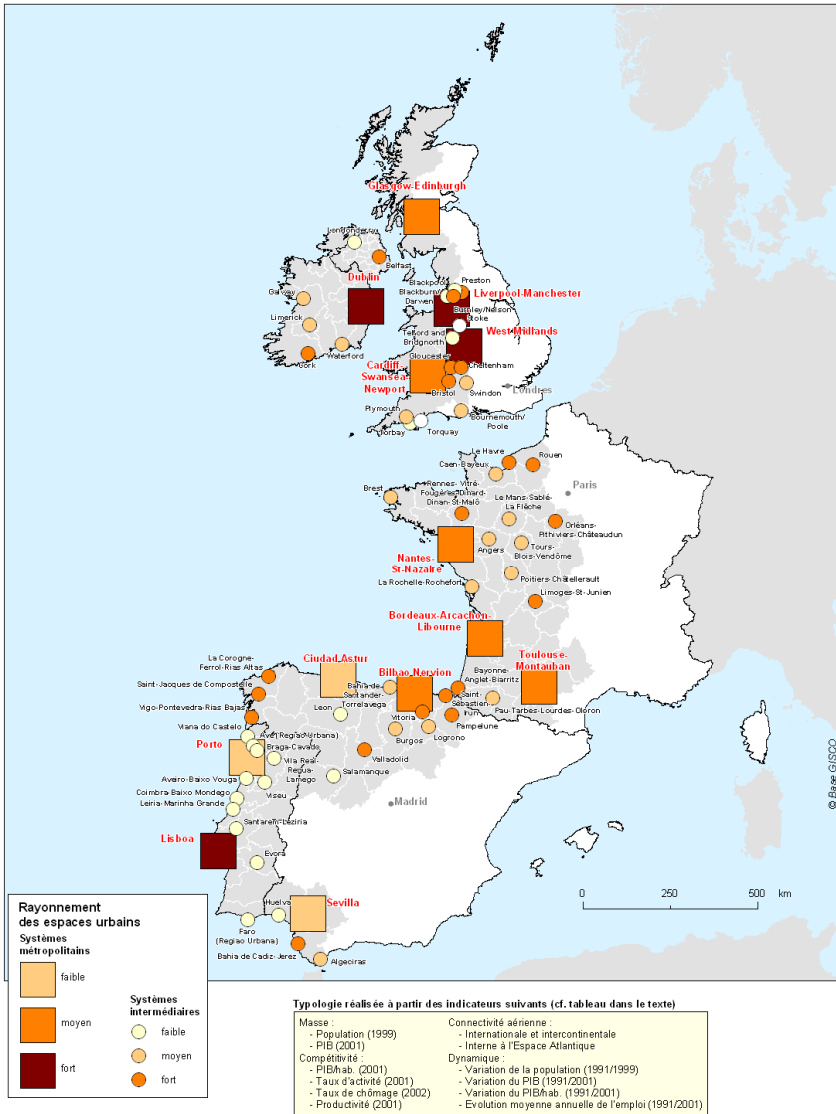 Glasgow-Edinburgh
Londonderry
Belfast
Dublin
Blackpool
Preston
Blackburn/
Darwen
Liverpool-Manchester
Galway
Burnley/Nelson
Stoke
Limerick
Telford and
Bridgnorth
West Midlands
Waterford
Cork
Gloucester
Cheltenham
Cardiff-
Swansea-
Newport
Bristol
Swindon
Londres
Plymouth
Bournemouth/
Poole
Torbay
Torquay
Le Havre
Rouen
Caen-Bayeux
Paris
Brest
Rennes- Vitré-
Fougères-Dinard-
Dinan-St-Malô
Le Mans-Sablé-
La Flêche
Orléans-
Pithiviers-Châteaudun
Angers
Tours-
Blois-Vendôme
Nantes-
St-Nazaire
Poitiers-Châtellerault
La Rochelle-Rochefort
Limoges-St-Junien
Bordeaux-Arcachon-
Libourne
Toulouse-
Montauban
La Corogne-
Ferrol-Rias Altas
Ciudad Astur
Bilbao-Nervion
Bayonne-
Anglet-Biarritz
Saint-Jacques de Compostelle
Bahia de
Santander-
Torrelavega
Saint-
Sébastien
Irun
Pau-Tarbes-Lourdes-Oloron
Vigo-Pontevedra-Rias Bajas
Leon
Vitoria
Pampelune
Viana do Castelo
Burgos
Logrono
Ave (Regiao Urbana)
Porto
Braga-Cavado
Valladolid
Vila Real-
Regua-
Lamego
Salamanque
Aveiro-Baixo Vouga
Viseu
Coimbra-Baixo Mondego
Leiria-Marinha Grande
Madrid
Santarem-Leziria
Lisboa
Evora
Huelva
Sevilla
Faro
(Regiao Urbana)
Bahia de Cadiz-Jerez
Algeciras
© Base GISCO
0 250 500 km
Rayonnement
des espaces urbains
Systèmes
métropolitains
faible
moyen
fort
Systèmes
intermédiaires
faible
moyen
fort
Typologie réalisée à partir des indicateurs suivants (cf. tableau dans le texte)
Masse :
- Population (1999)
- PIB (2001)
Compétitivité :
- PIB/hab. (2001)
- Taux d'activité (2001)
- Taux de chômage (2002)
- Productivité (2001)
Connectivité aérienne :
- Internationale et intercontinentale
- Interne à l'Espace Atlantique
Dynamique :
- Variation de la population (1991/1999)
- Variation du PIB (1991/2001)
- Variation du PIB/hab. (1991/2001)
- Evolution moyenne annuelle de l'emploi (1991/2001)